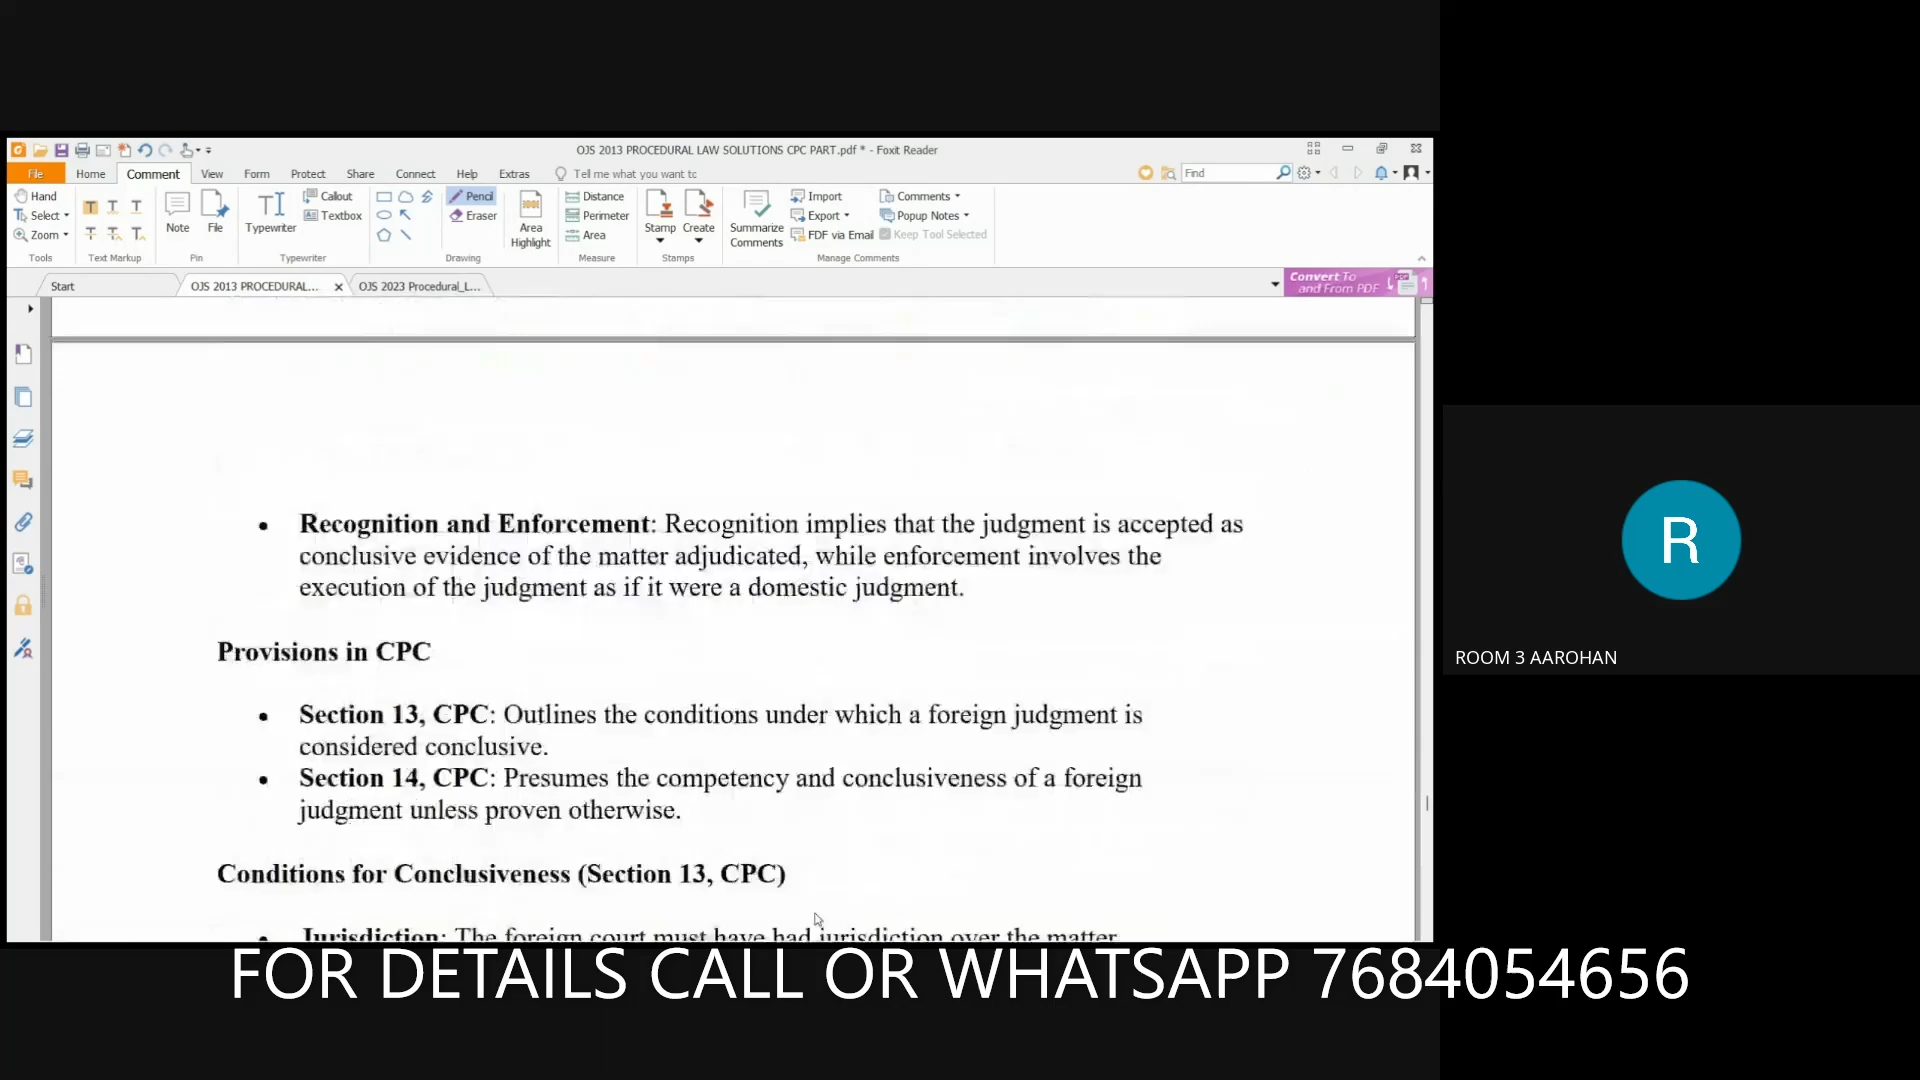 OJS 2013 PROCEDURAL LAW SOLUTIONS CPC PART.pdf * - Foxit Reader
File Home Comment View Form Protect Share Connect Help Extras Tell me what you want to Find
Hand Select Zoom
Tools
Text Markup
Note File
Pin
Typewriter Callout Textbox
Typewriter
Pencil Eraser
Drawing
Area Highlight
Distance Perimeter Area
Measure
Stamp Create
Stamps
Summarize Comments
Import Export FDF via Email
Comments Popup Notes Keep Tool Selected
Manage Comments
Start OJS 2013 PROCEDURAL... OJS 2023 Procedural_L...
Convert To
and From PDF
• Recognition and Enforcement: Recognition implies that the judgment is accepted as
conclusive evidence of the matter adjudicated, while enforcement involves the
execution of the judgment as if it were a domestic judgment.
Provisions in CPC
• Section 13, CPC: Outlines the conditions under which a foreign judgment is
considered conclusive.
• Section 14, CPC: Presumes the competency and conclusiveness of a foreign
judgment unless proven otherwise.
Conditions for Conclusiveness (Section 13, CPC)
• Jurisdiction: The foreign court must have had jurisdiction over the matter
R
ROOM 3 AAROHAN
FOR DETAILS CALL OR WHATSAPP 7684054656